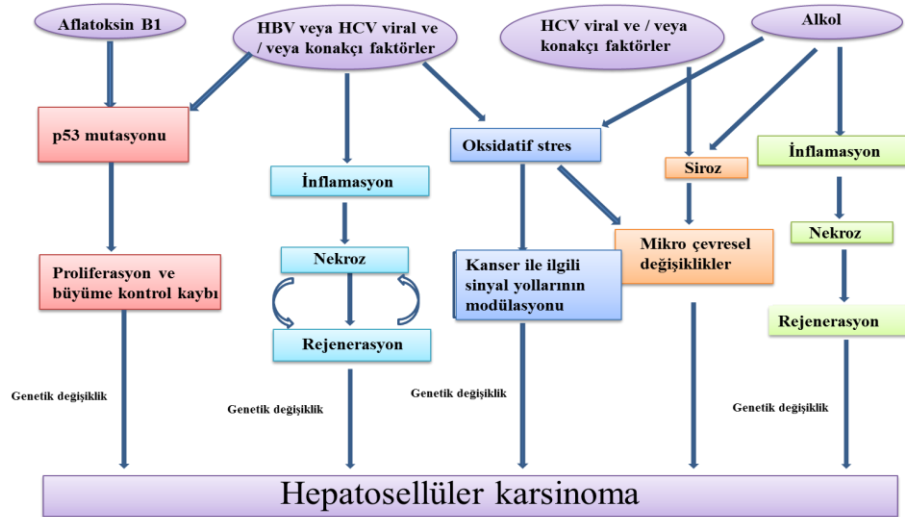 Aflatoksin B1
HBV veya HCV viral ve
/ veya konakçı faktörler
HCV viral ve / veya
konakçı faktörler
Alkol
p53 mutasyonu
Oksidatif stres
İnflamasyon
Siroz
İnflamasyon
Proliferasyon ve
büyüme kontrol kaybı
Nekroz
Kanser ile ilgili
sinyal yollarının
modülasyonu
Mikro çevresel
değişiklikler
Nekroz
Rejenerasyon
Rejenerasyon
Genetik değişiklik
Genetik değişiklik
Genetik değişiklik
Hepatosellüler karsinoma